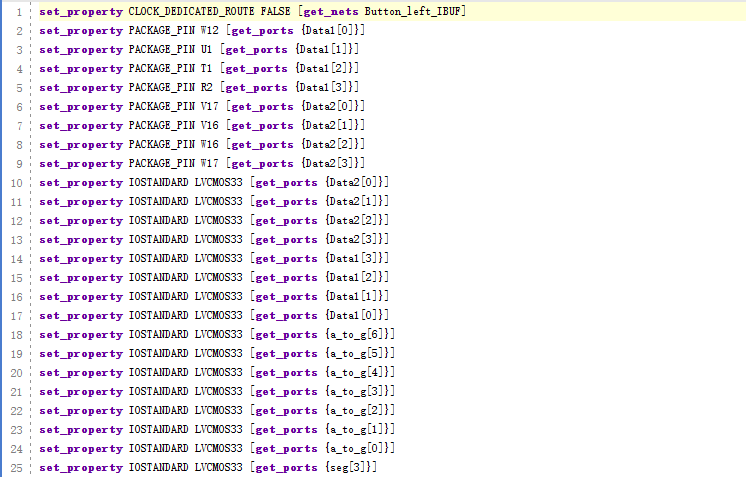 1 set_property CLOCK_DEDICATED_ROUTE FALSE [get_nets Button_left_IBUF]
2 set_property PACKAGE_PIN W12 [get_ports {Data1[0]}]
3 set_property PACKAGE_PIN U1 [get_ports {Data1[1]}]
4 set_property PACKAGE_PIN T1 [get_ports {Data1[2]}]
5 set_property PACKAGE_PIN R2 [get_ports {Data1[3]}]
6 set_property PACKAGE_PIN V17 [get_ports {Data2[0]}]
7 set_property PACKAGE_PIN V16 [get_ports {Data2[1]}]
8 set_property PACKAGE_PIN W16 [get_ports {Data2[2]}]
9 set_property PACKAGE_PIN W17 [get_ports {Data2[3]}]
10 set_property IOSTANDARD LVCMOS33 [get_ports {Data2[0]}]
11 set_property IOSTANDARD LVCMOS33 [get_ports {Data2[1]}]
12 set_property IOSTANDARD LVCMOS33 [get_ports {Data2[2]}]
13 set_property IOSTANDARD LVCMOS33 [get_ports {Data2[3]}]
14 set_property IOSTANDARD LVCMOS33 [get_ports {Data1[3]}]
15 set_property IOSTANDARD LVCMOS33 [get_ports {Data1[2]}]
16 set_property IOSTANDARD LVCMOS33 [get_ports {Data1[1]}]
17 set_property IOSTANDARD LVCMOS33 [get_ports {Data1[0]}]
18 set_property IOSTANDARD LVCMOS33 [get_ports {a_to_g[6]}]
19 set_property IOSTANDARD LVCMOS33 [get_ports {a_to_g[5]}]
20 set_property IOSTANDARD LVCMOS33 [get_ports {a_to_g[4]}]
21 set_property IOSTANDARD LVCMOS33 [get_ports {a_to_g[3]}]
22 set_property IOSTANDARD LVCMOS33 [get_ports {a_to_g[2]}]
23 set_property IOSTANDARD LVCMOS33 [get_ports {a_to_g[1]}]
24 set_property IOSTANDARD LVCMOS33 [get_ports {a_to_g[0]}]
25 set_property IOSTANDARD LVCMOS33 [get_ports {seg[3]}]